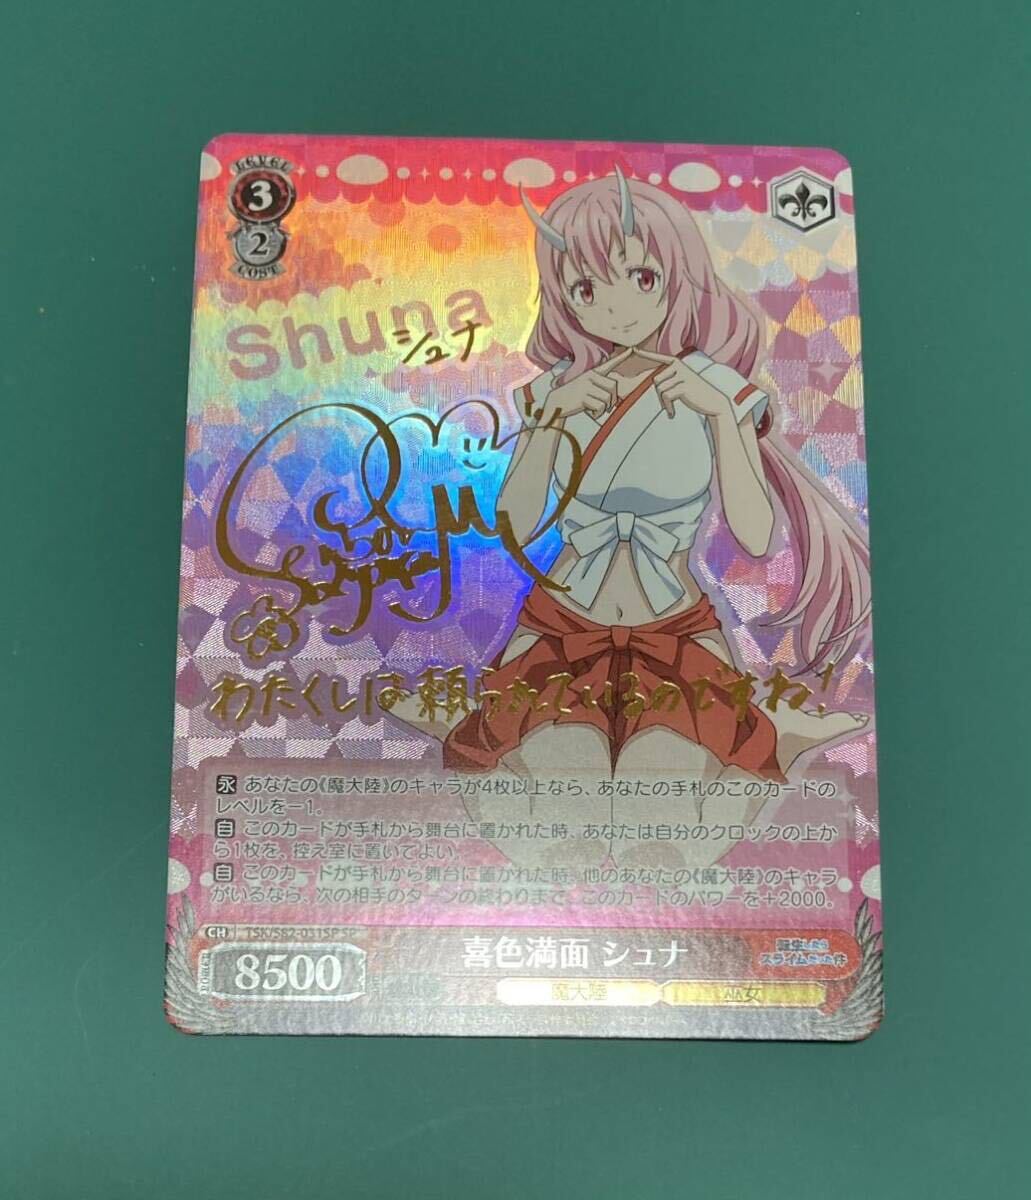 LEVEL
3
2
COST
Shuna
シュナ
わたくしは頼られているのですね!
永 あなたの《魔大陸》のキャラが4枚以上なら、あなたの手札のこのカードの
レベルを－1。
自 このカードが手札から舞台に置かれた時、あなたは自分のクロックの上か
ら1枚を、控え室に置いてよい。
自 このカードが手札から舞台に置かれた時、他のあなたの《魔大陸》のキャラ
がいるなら、次の相手のターンの終わりまで、このカードのパワーを＋2000。
CH TSK/S82-031SP SP
喜色満面 シュナ
転生したら
スライムだった件
POWER
8500
魔大陸
巫女